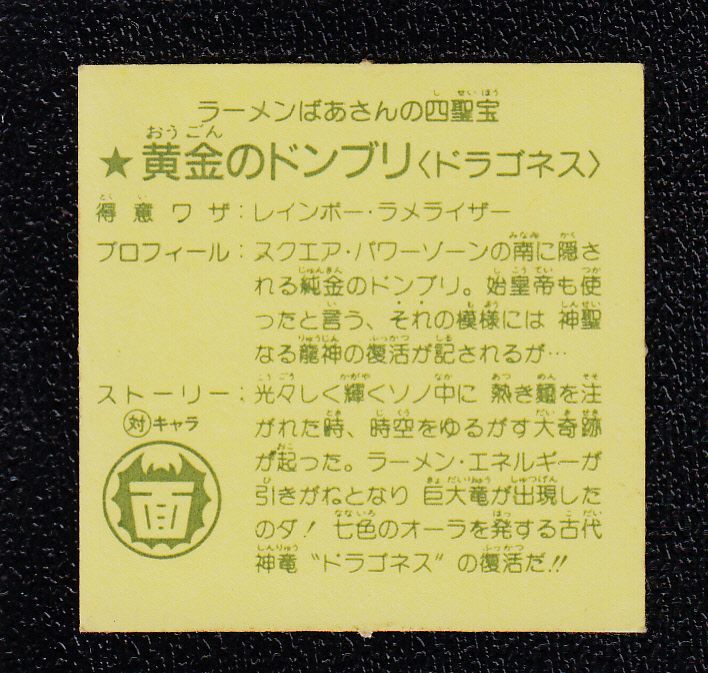 ラーメンばあさんの四聖宝
★黄金のドンブリ〈ドラゴネス〉
得意ワザ:レインボー・ラメライザー
プロフィール:スクエア・パワーゾーンの南に隠さ
れる純金のドンブリ。始皇帝も使
ったと言う、それの模様には 神聖
なる龍神の復活が記されるが…
ストーリー:光々しく輝くソノ中に 熱き麺を注
がれた時、時空をゆるがす大奇跡
が起った。ラーメン・エネルギーが
引きがねとなり 巨大竜が出現した
のダ! 七色のオーラを発する古代
神竜 “ドラゴネス” の復活だ!!
対キャラ